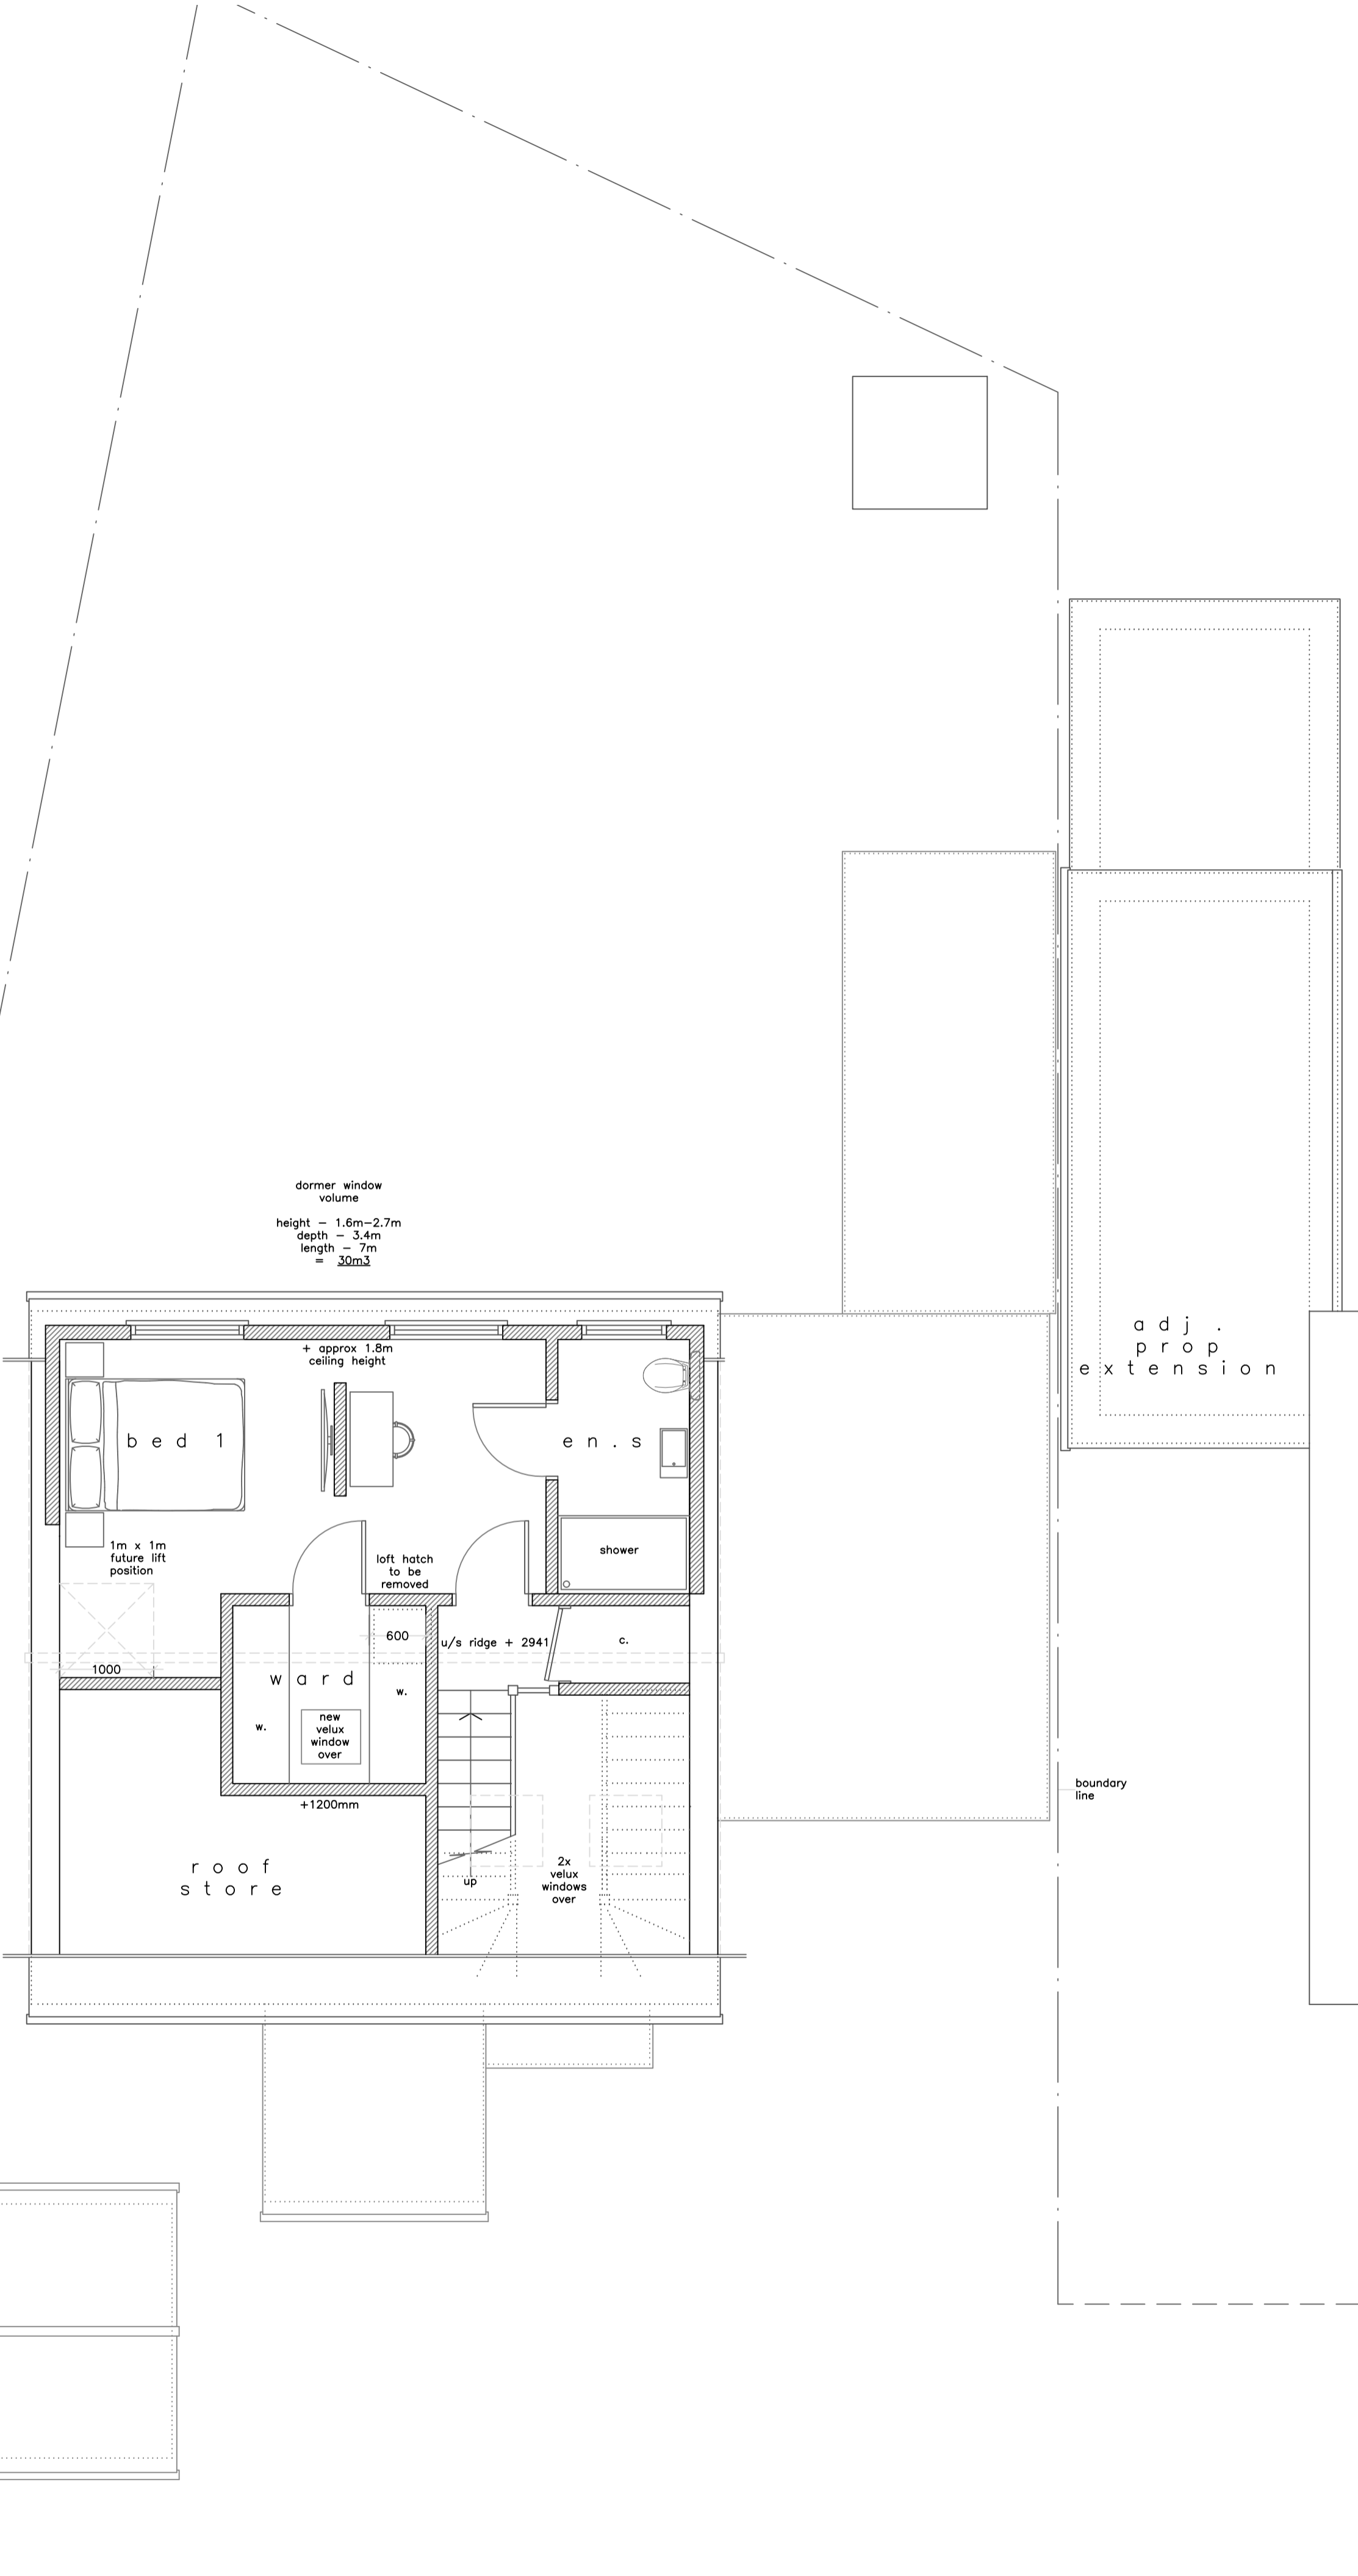 dormer window
volume
height - 1.6m-2.7m
depth - 3.4m
length - 7m
= 30m3
adj.
prop
extension
+ approx 1.8m
ceiling height
bed 1
en.s
1m x 1m
future lift
position
loft hatch
to be
removed
shower
600
u/s ridge + 2941
c.
1000
ward
w.
w.
new
velux
window
over
+1200mm
boundary
line
roof
store
up
2x
velux
windows
over